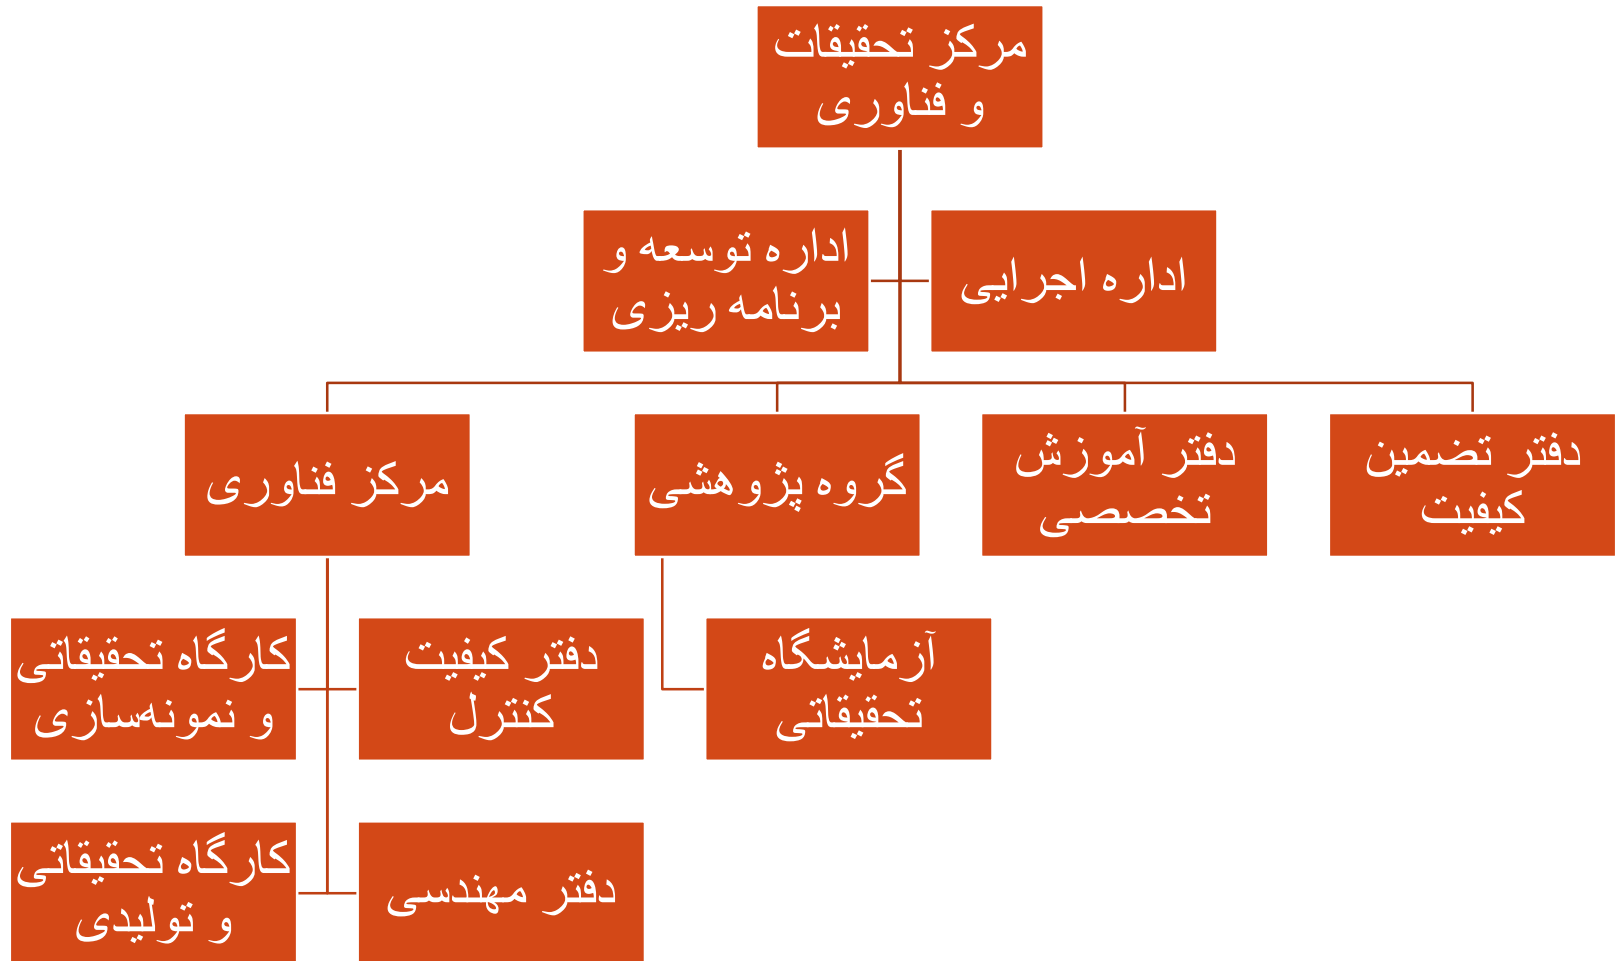 مرکز تحقیقات
و فناوری
اداره اجرایی
اداره توسعه و
برنامه ریزی
دفتر تضمین
کیفیت
دفتر آموزش
تخصصی
گروه پژوهشی
مرکز فناوری
آزمایشگاه
تحقیقاتی
دفتر کیفیت
کنترل
کارگاه تحقیقاتی
و نمونه‌سازی
دفتر مهندسی
کارگاه تحقیقاتی
و تولیدی